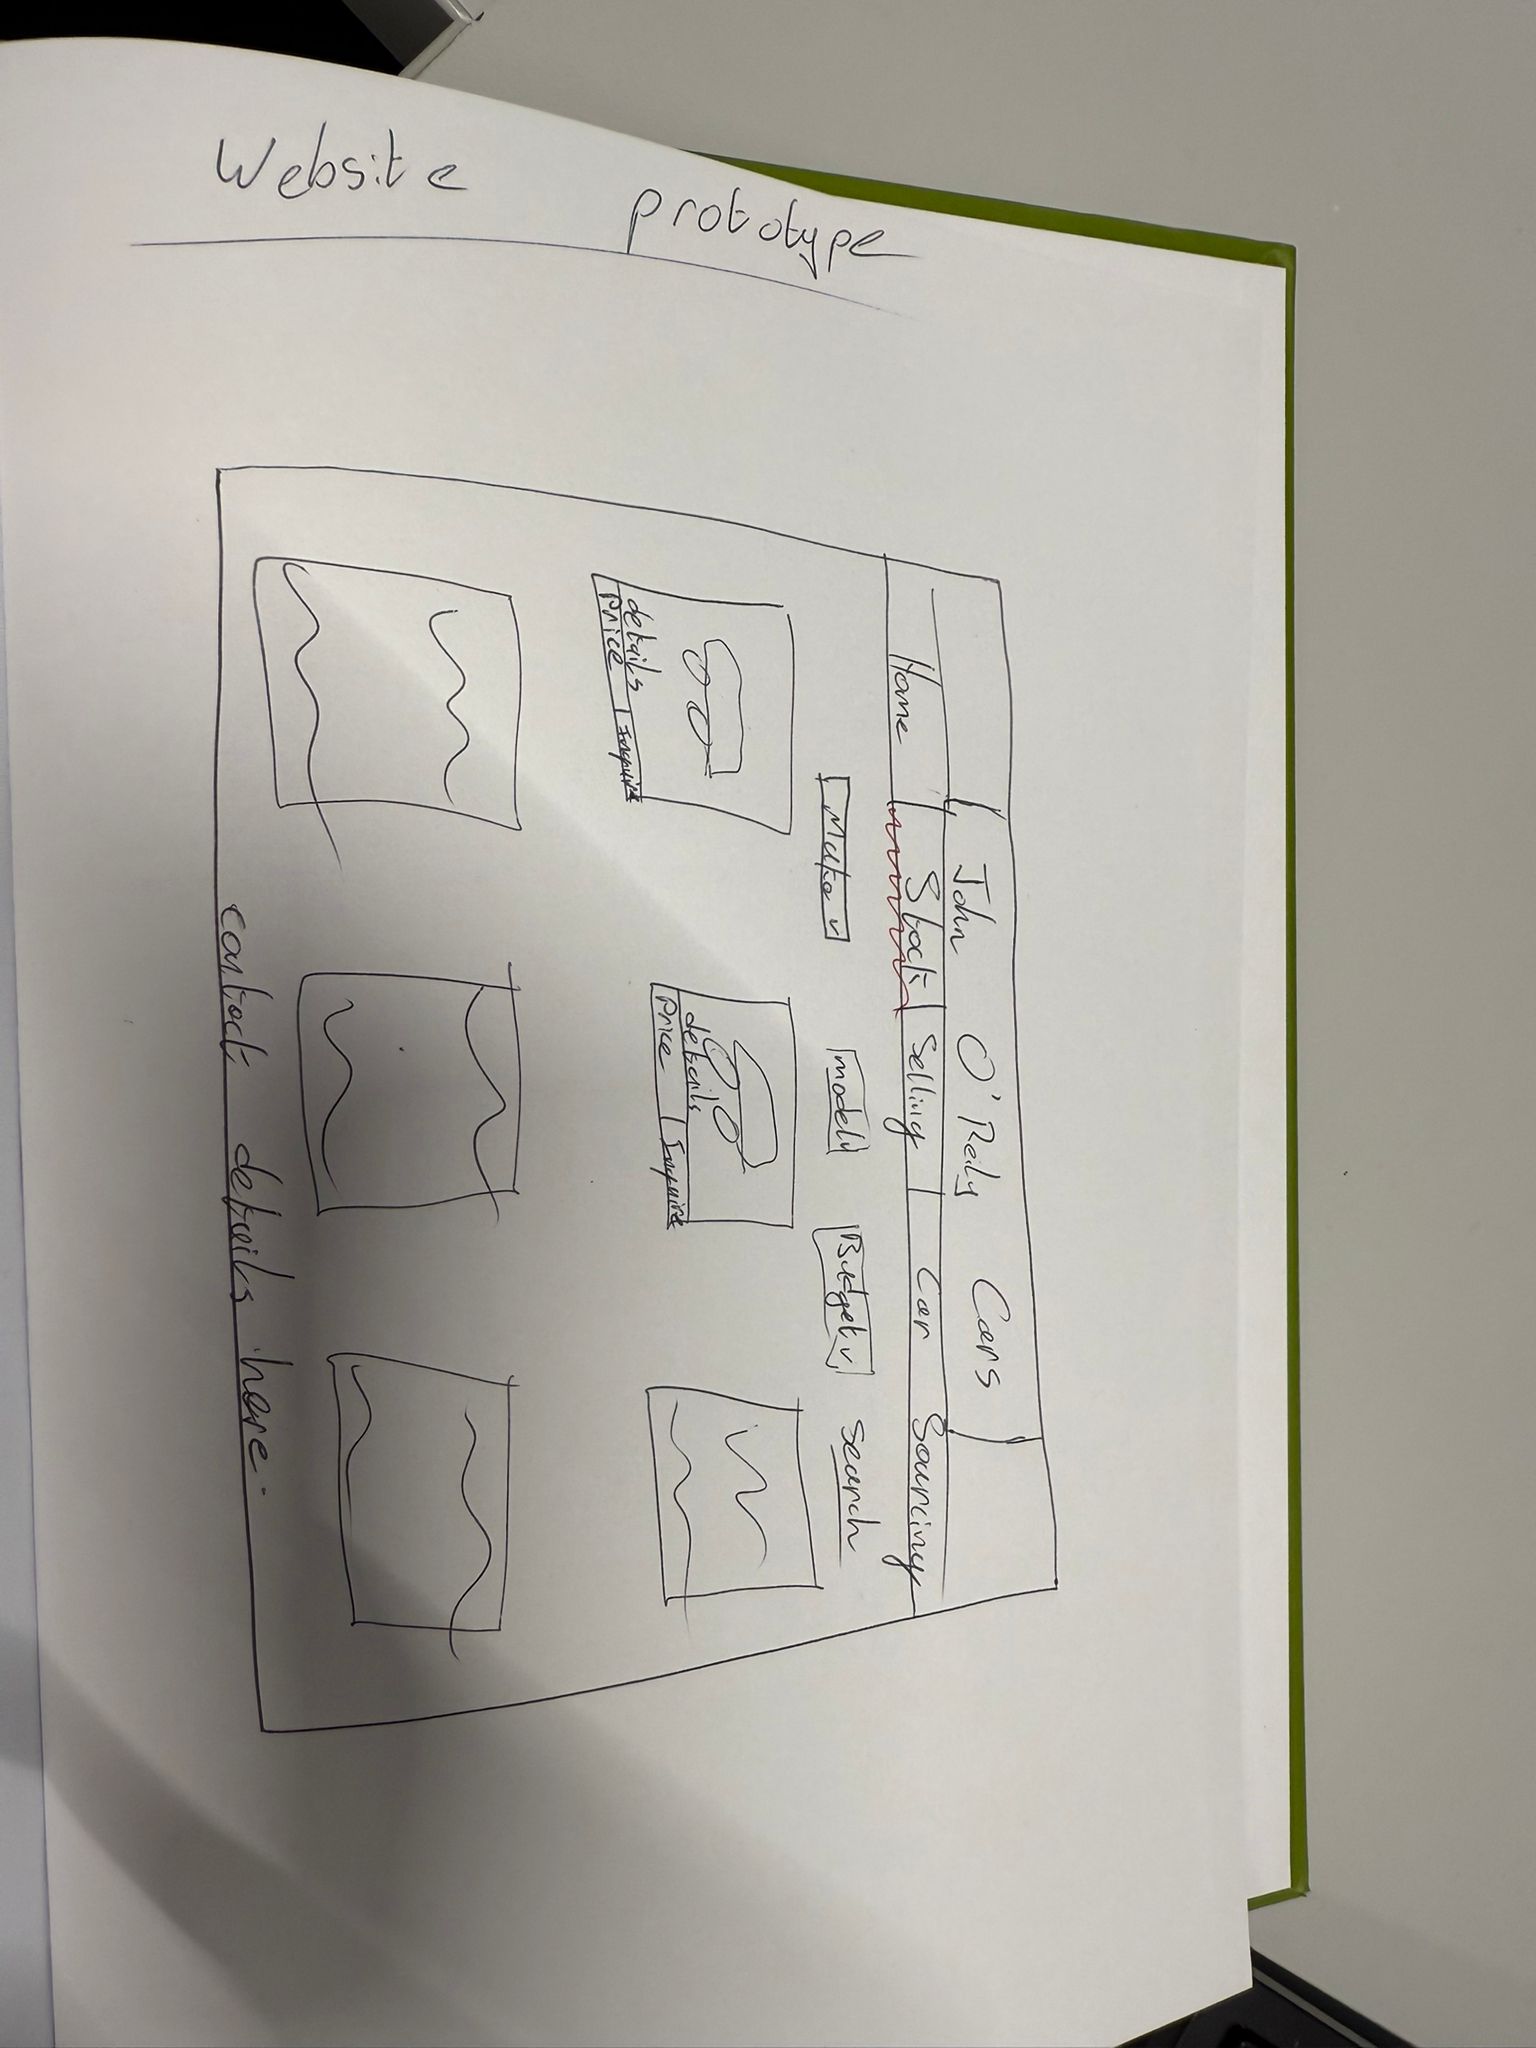 Website prototype
John O'Reily Cars
Home | Stock | Selling | Car Sourcing
Make v model v Budget v search
details
Price | Inquire
details
Price | Inquire
contact details here.